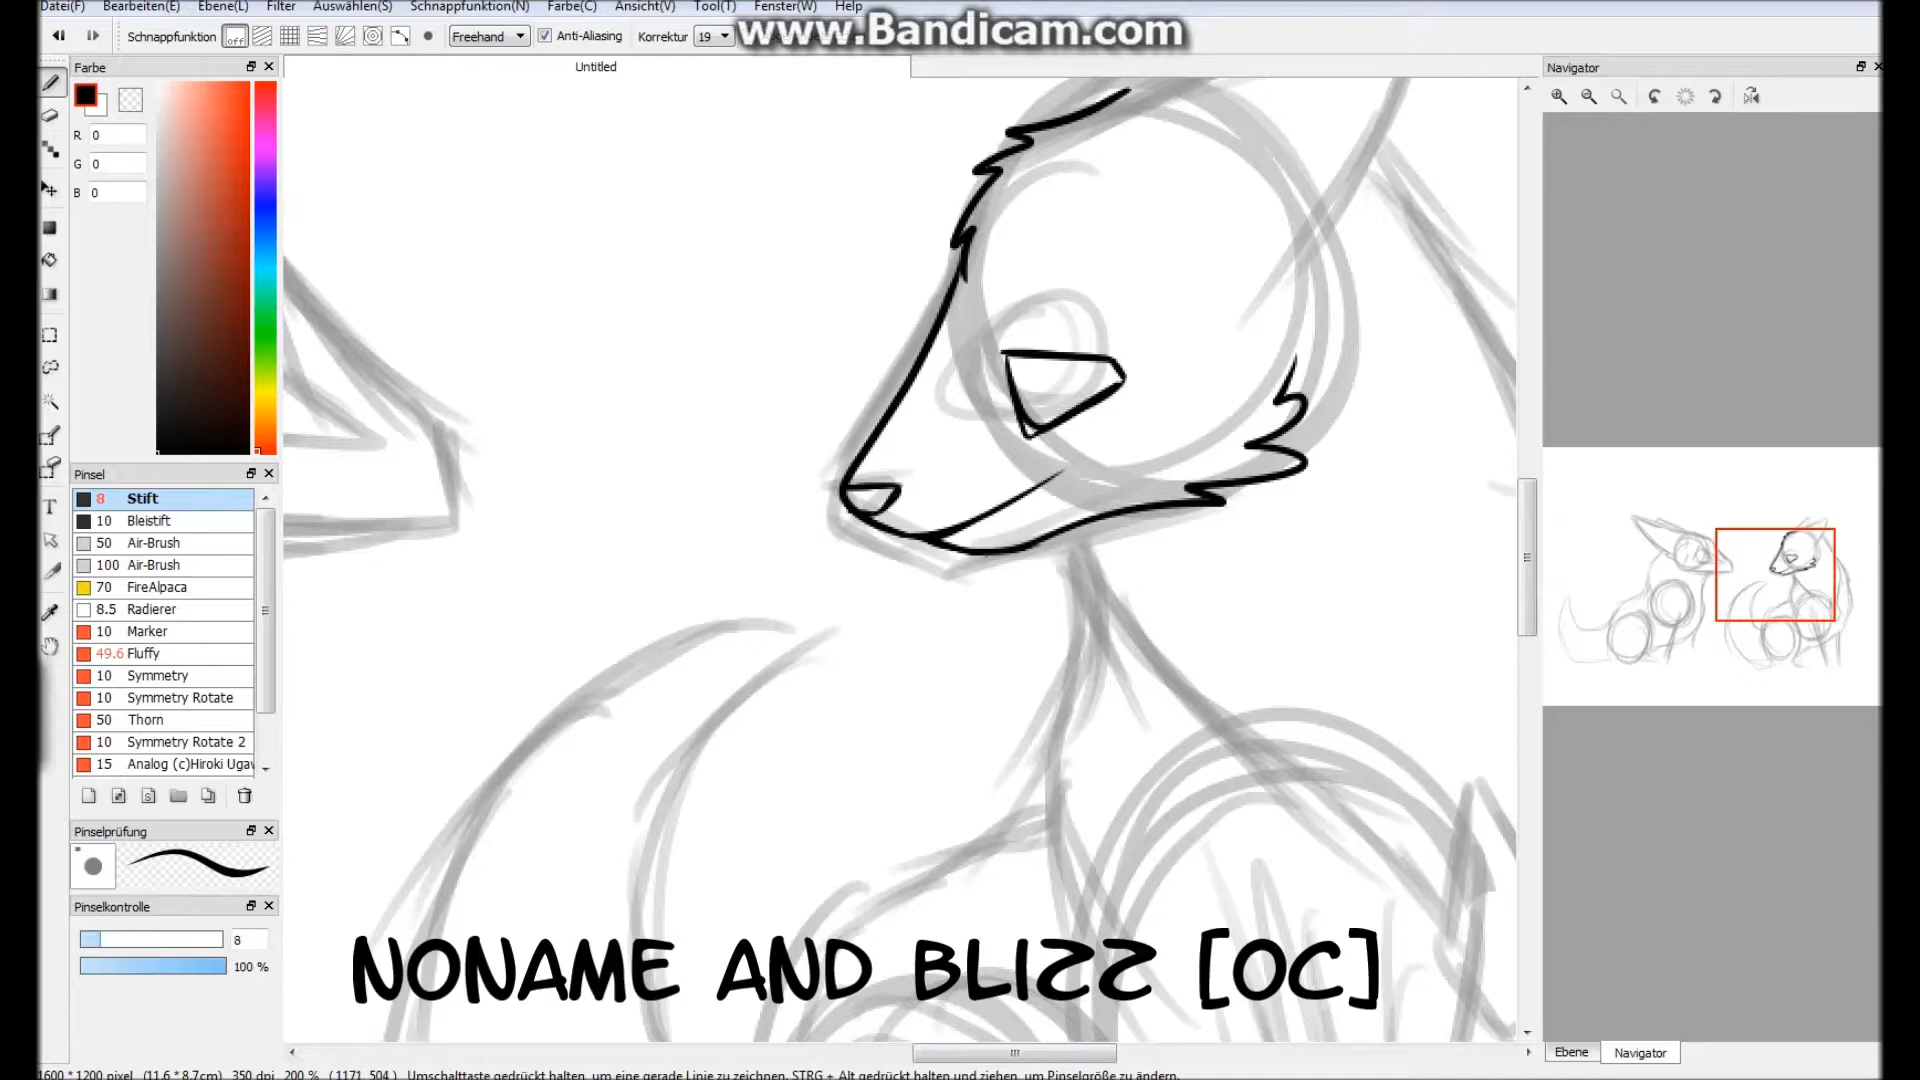 Datei(F) Bearbeiten(E) Ebene(L) Filter Auswählen(S) Schnappfunktion(N) Farbe(C) Ansicht(V) Tool(T) Fenster(W) Help
www.Bandicam.com
Schnappfunktion off Freehand Anti-Aliasing Korrektur 19
Farbe
Untitled
Navigator
R 0
G 0
B 0
Pinsel
8 Stift
10 Bleistift
50 Air-Brush
100 Air-Brush
70 FireAlpaca
8.5 Radierer
10 Marker
49.6 Fluffy
10 Symmetry
10 Symmetry Rotate
50 Thorn
10 Symmetry Rotate 2
15 Analog (c)Hiroki Ugaw
Pinselprüfung
Pinselkontrolle
8
100 %
NONAME AND BLIZZ [OC]
Ebene Navigator
1600 * 1200 pixel (11.6 * 8.7cm) 350 dpi 200 % (1171, 504) Umschalttaste gedrückt halten, um eine gerade Linie zu zeichnen, STRG + Alt gedrückt halten und ziehen, um Pinselgröße zu ändern.